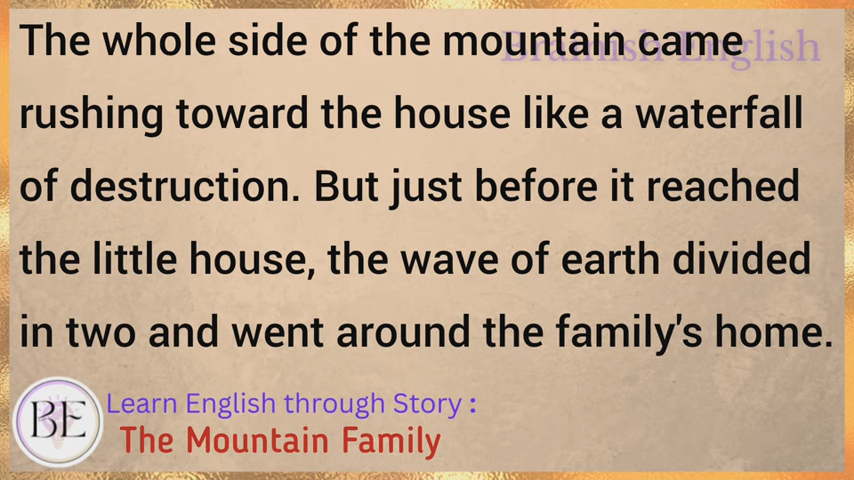 Brainish English
The whole side of the mountain came
rushing toward the house like a waterfall
of destruction. But just before it reached
the little house, the wave of earth divided
in two and went around the family's home.
BE
Learn English through Story :
The Mountain Family